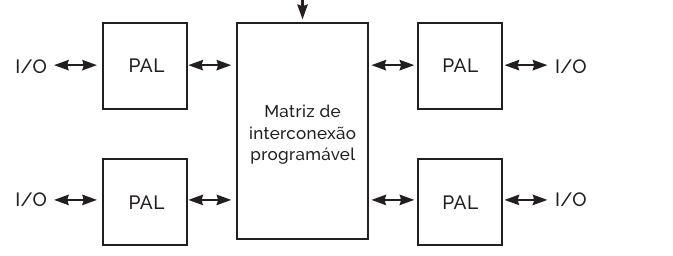 I/O
PAL
PAL
I/O
Matriz de
interconexão
programável
I/O
PAL
PAL
I/O